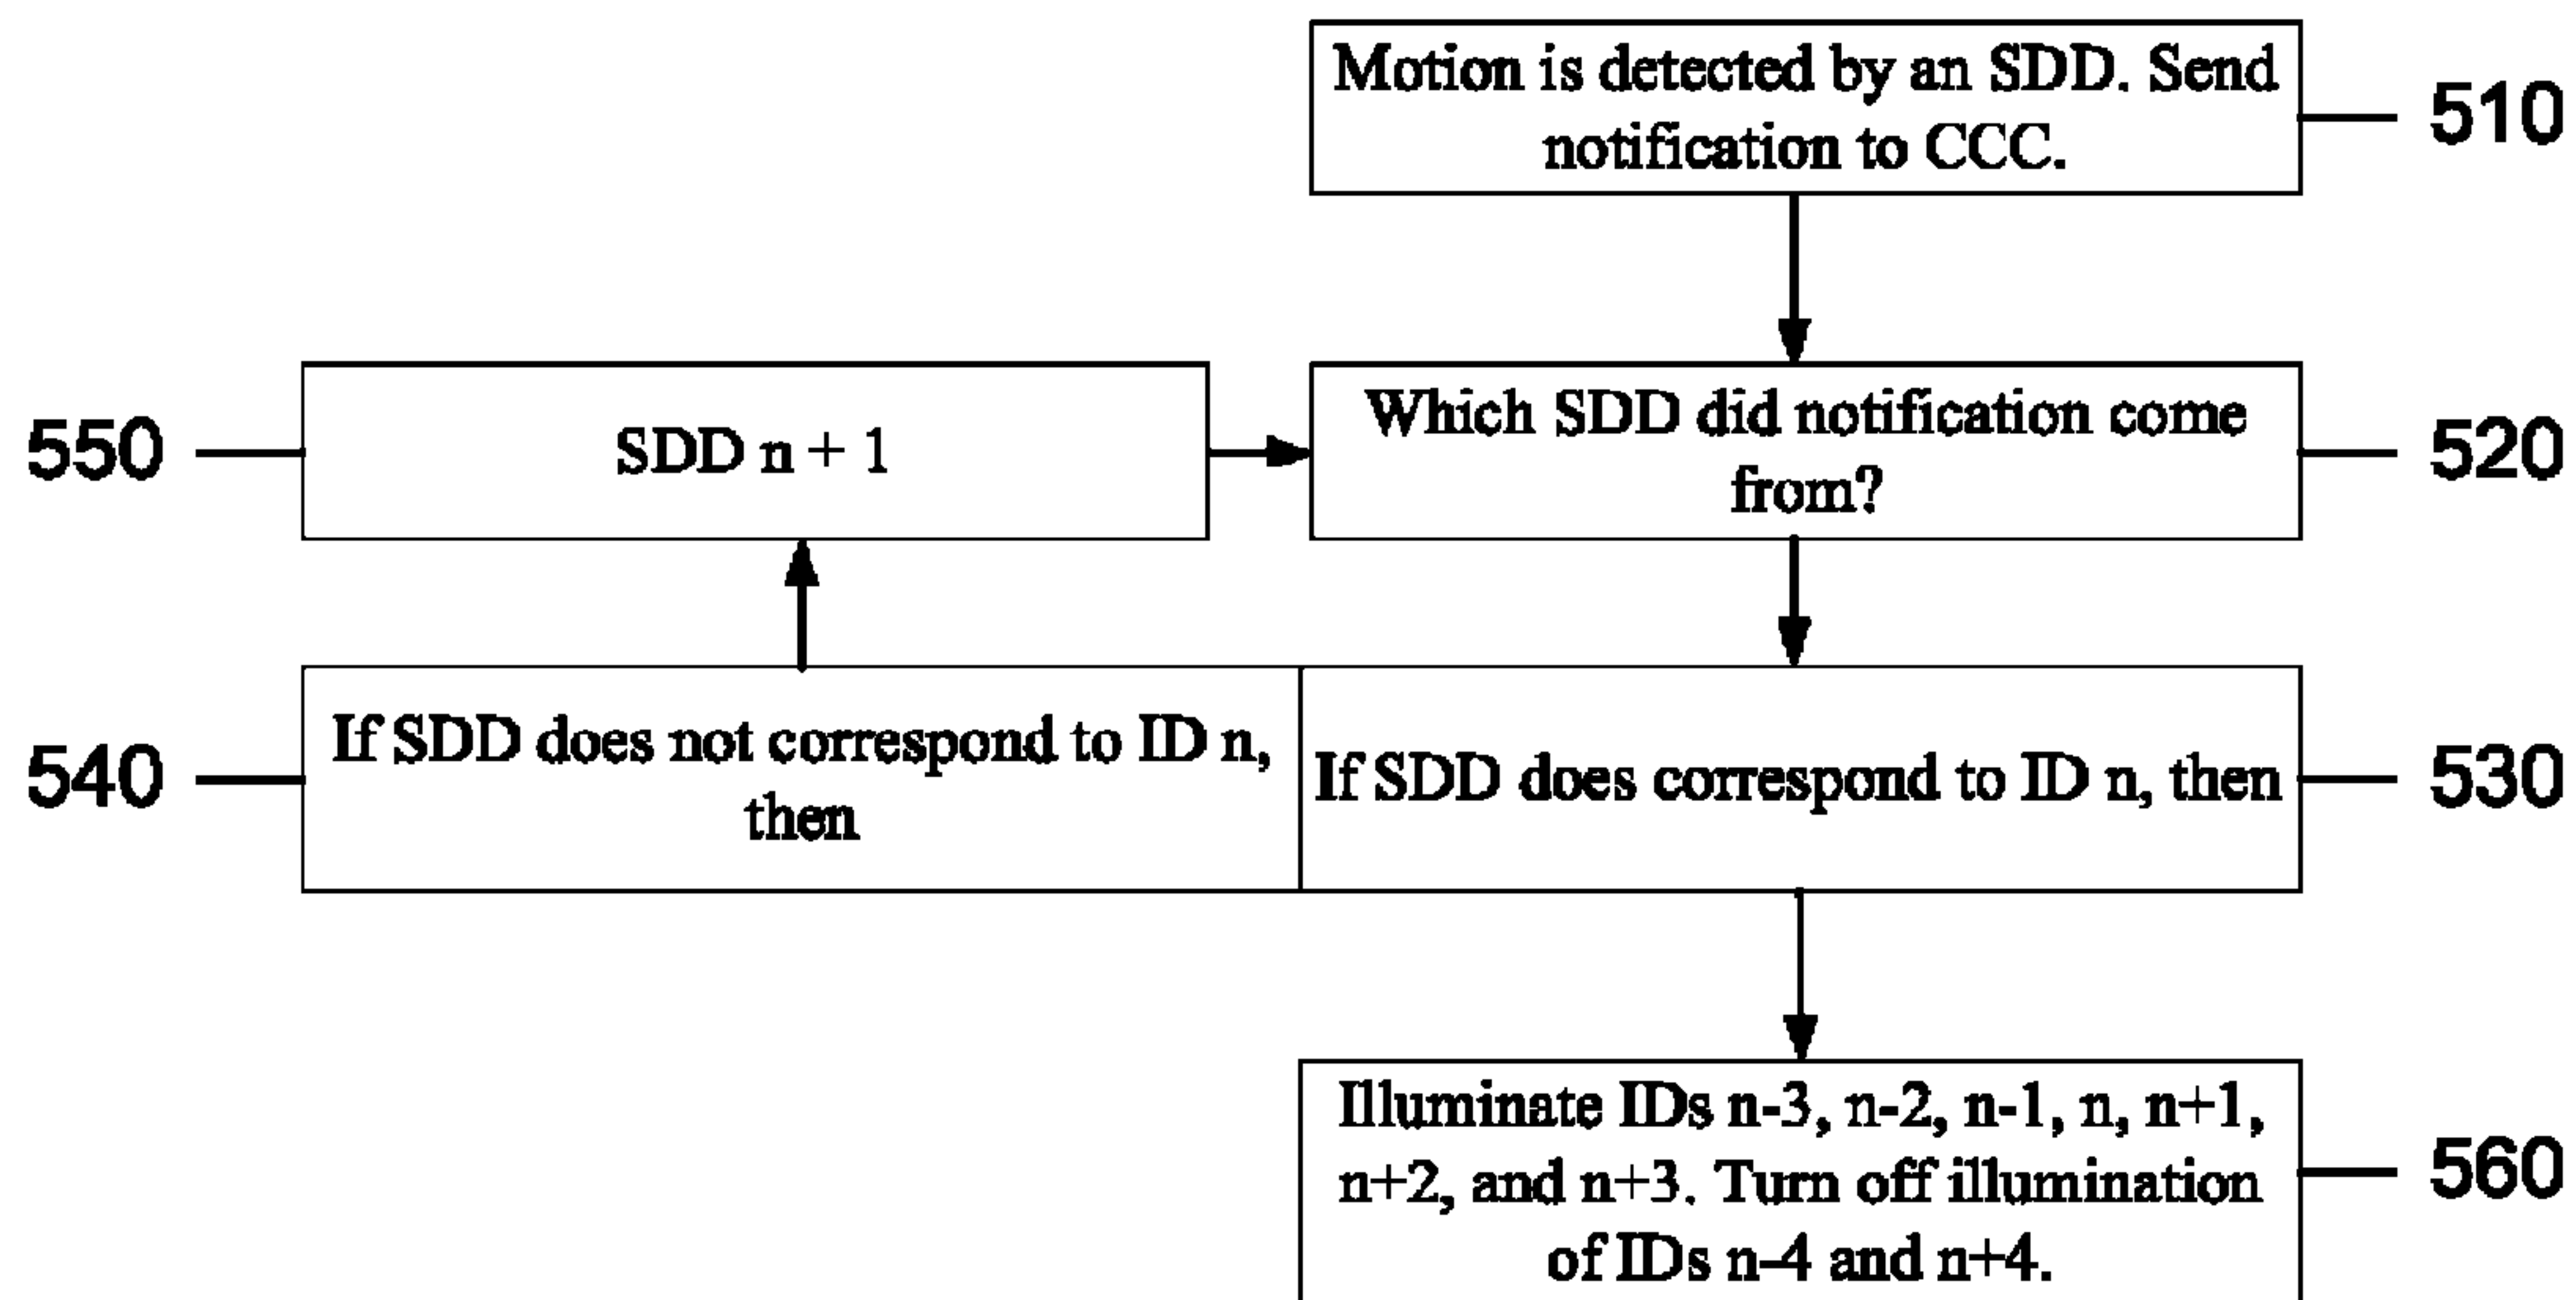 Motion is detected by an SDD. Send
notification to CCC.
510
550
SDD n + 1
Which SDD did notification come
from?
520
540
If SDD does not correspond to ID n,
then
If SDD does correspond to ID n, then
530
Illuminate IDs n-3, n-2, n-1, n, n+1,
n+2, and n+3. Turn off illumination
of IDs n-4 and n+4.
560